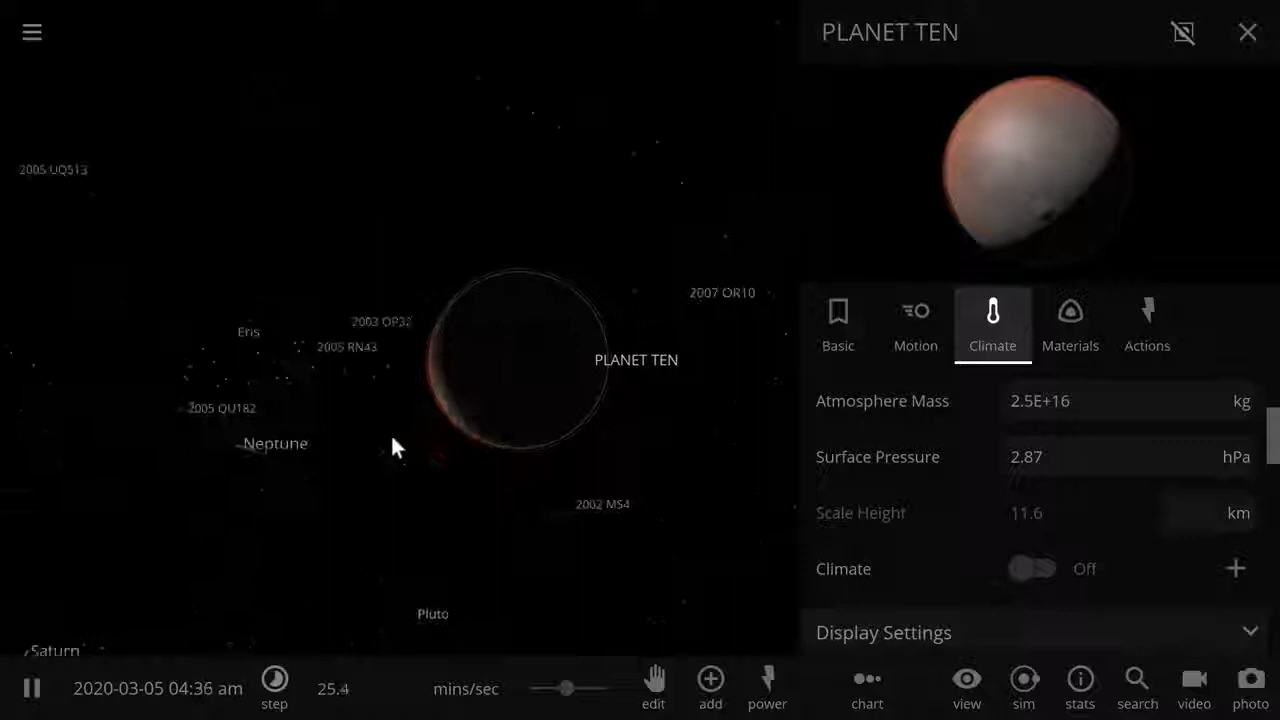 PLANET TEN
2005 UQ513
2007 OR10
2003 OP32
Eris
2005 RN43
PLANET TEN
2005 QU182
Neptune
2002 MS4
Pluto
Saturn
Basic
Motion
Climate
Materials
Actions
Atmosphere Mass 2.5E+16 kg
Surface Pressure 2.87 hPa
Scale Height 11.6 km
Climate Off
Display Settings
2020-03-05 04:36 am
step
25.4 mins/sec
edit
add
power
chart
view
sim
stats
search
video
photo